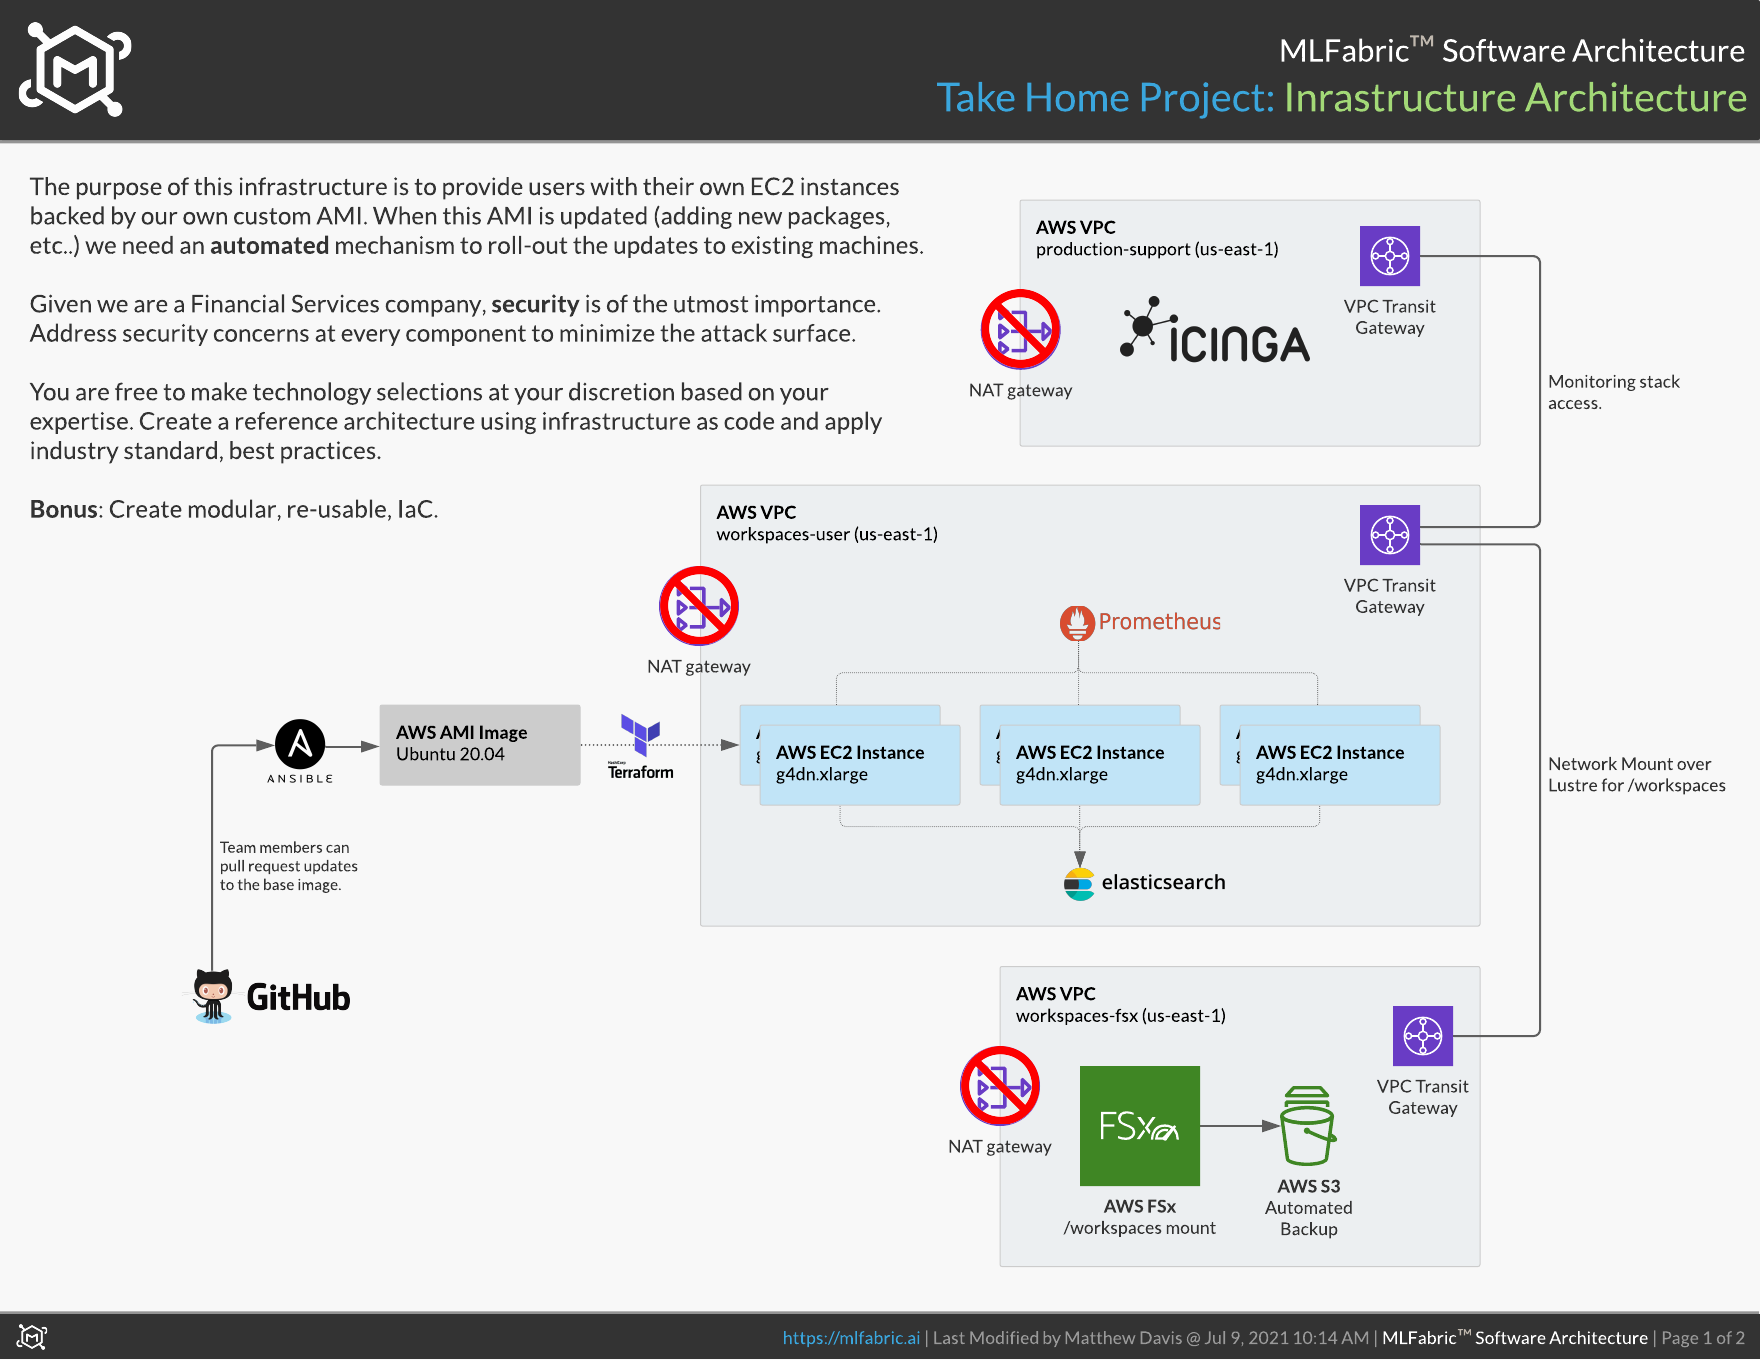 MLFabric™ Software Architecture
Take Home Project: Inrastructure Architecture
The purpose of this infrastructure is to provide users with their own EC2 instances
backed by our own custom AMI. When this AMI is updated (adding new packages,
etc..) we need an automated mechanism to roll-out the updates to existing machines.
Given we are a Financial Services company, security is of the utmost importance.
Address security concerns at every component to minimize the attack surface.
You are free to make technology selections at your discretion based on your
expertise. Create a reference architecture using infrastructure as code and apply
industry standard, best practices.
Bonus: Create modular, re-usable, IaC.
AWS VPC
production-support (us-east-1)
VPC Transit
Gateway
ICINGA
NAT gateway
Monitoring stack
access.
AWS VPC
workspaces-user (us-east-1)
VPC Transit
Gateway
NAT gateway
Prometheus
ANSIBLE
AWS AMI Image
Ubuntu 20.04
HashiCorp
Terraform
A
g
AWS EC2 Instance
g4dn.xlarge
A
g
AWS EC2 Instance
g4dn.xlarge
A
g
AWS EC2 Instance
g4dn.xlarge
Network Mount over
Lustre for /workspaces
elasticsearch
Team members can
pull request updates
to the base image.
GitHub
AWS VPC
workspaces-fsx (us-east-1)
VPC Transit
Gateway
NAT gateway
FSx
AWS FSx
/workspaces mount
AWS S3
Automated
Backup
https://mlfabric.ai | Last Modified by Matthew Davis @ Jul 9, 2021 10:14 AM | MLFabric™ Software Architecture | Page 1 of 2